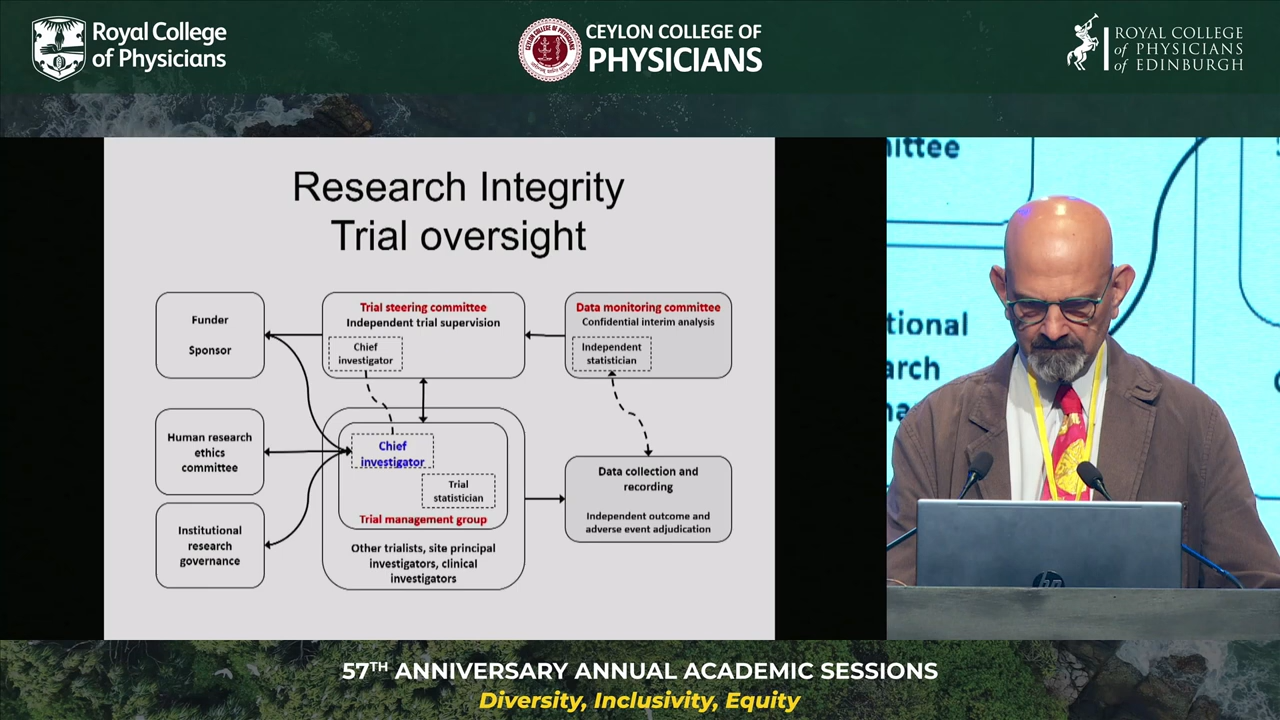 Royal College
of Physicians
CEYLON COLLEGE OF
PHYSICIANS
ROYAL COLLEGE
of PHYSICIANS
of EDINBURGH
Research Integrity
Trial oversight
Funder
Sponsor
Trial steering committee
Independent trial supervision
Chief
investigator
Data monitoring committee
Confidential interim analysis
Independent
statistician
Human research
ethics
committee
Chief
investigator
Trial
statistician
Trial management group
Data collection and
recording
Independent outcome and
adverse event adjudication
Institutional
research
governance
Other trialists, site principal
investigators, clinical
investigators
ittee
tional
arch
na
hp
57TH ANNIVERSARY ANNUAL ACADEMIC SESSIONS
Diversity, Inclusivity, Equity